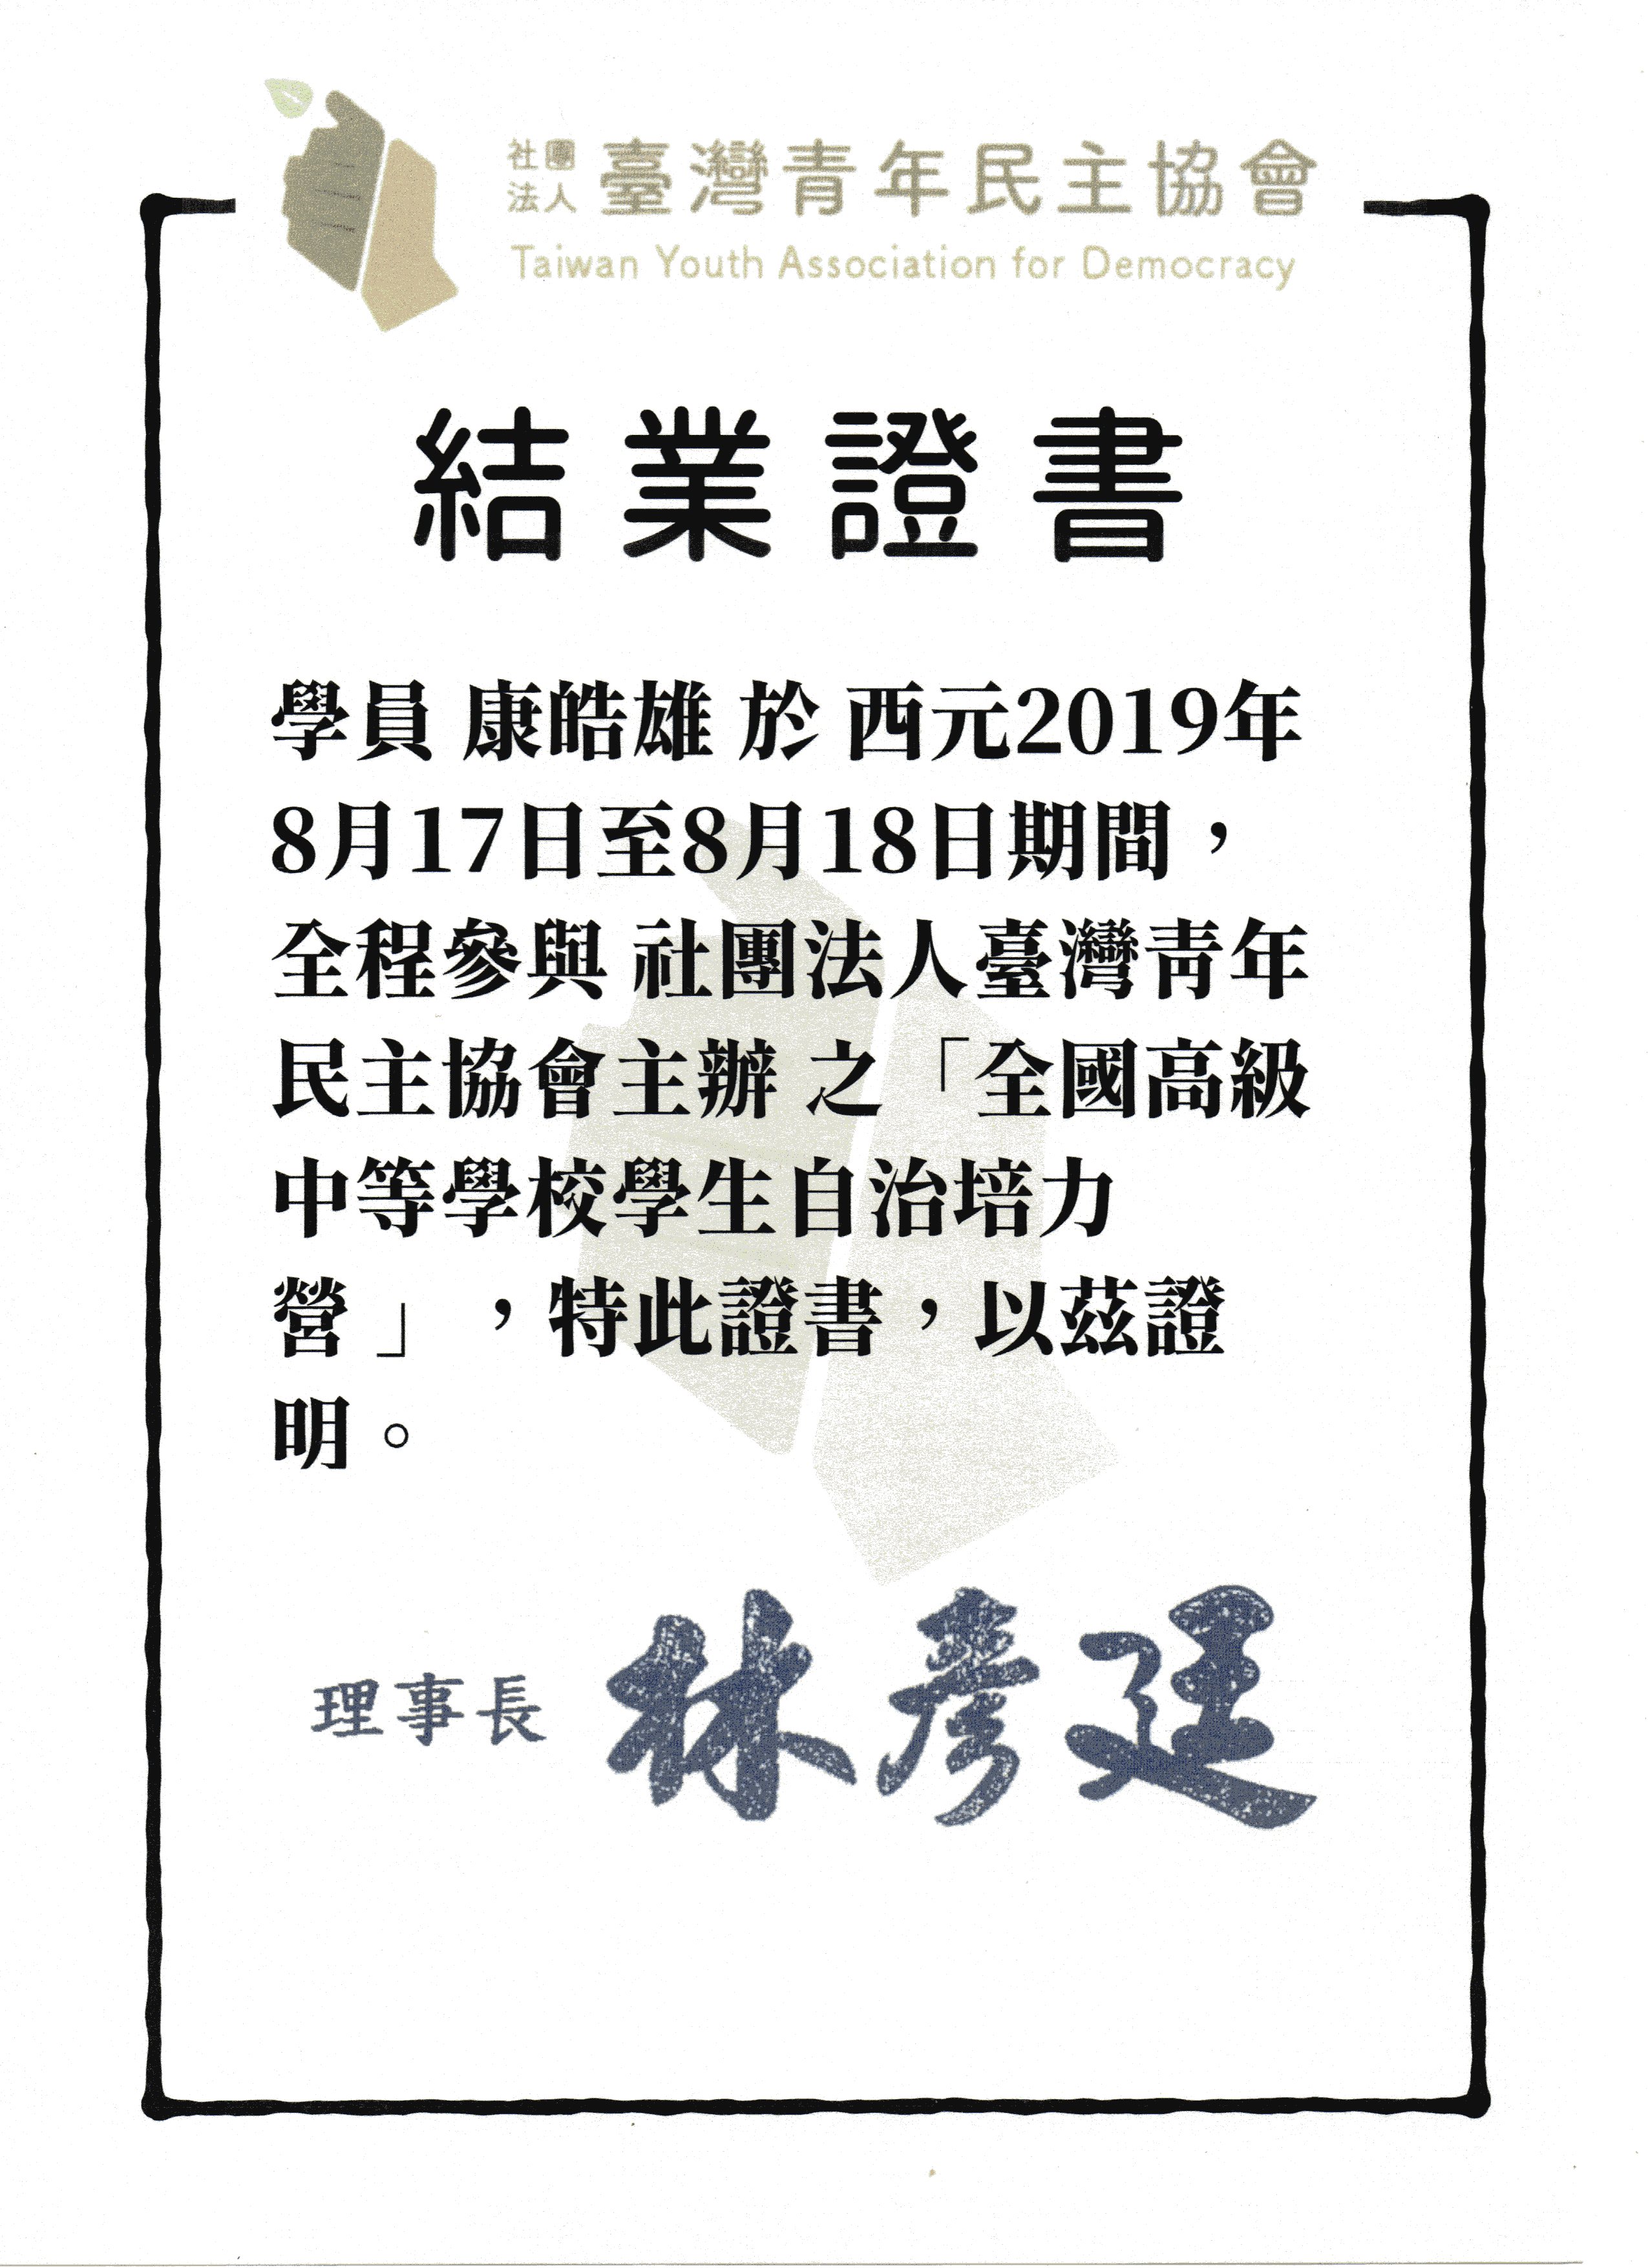 社團法人 臺灣青年民主協會
Taiwan Youth Association for Democracy
結業證書
學員 康皓雄 於 西元2019年
8月17日至8月18日期間，
全程參與 社團法人臺灣青年
民主協會主辦 之「全國高級
中等學校學生自治培力
營」，特此證書，以茲證
明。
理事長 林彥廷